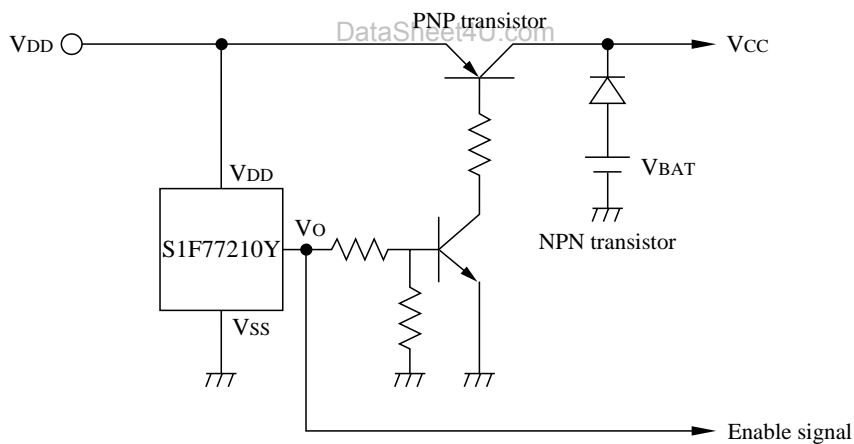 PNP transistor
DataSheet4U.com
VDD
VCC
VDD
VBAT
VO
NPN transistor
S1F77210Y
VSS
Enable signal